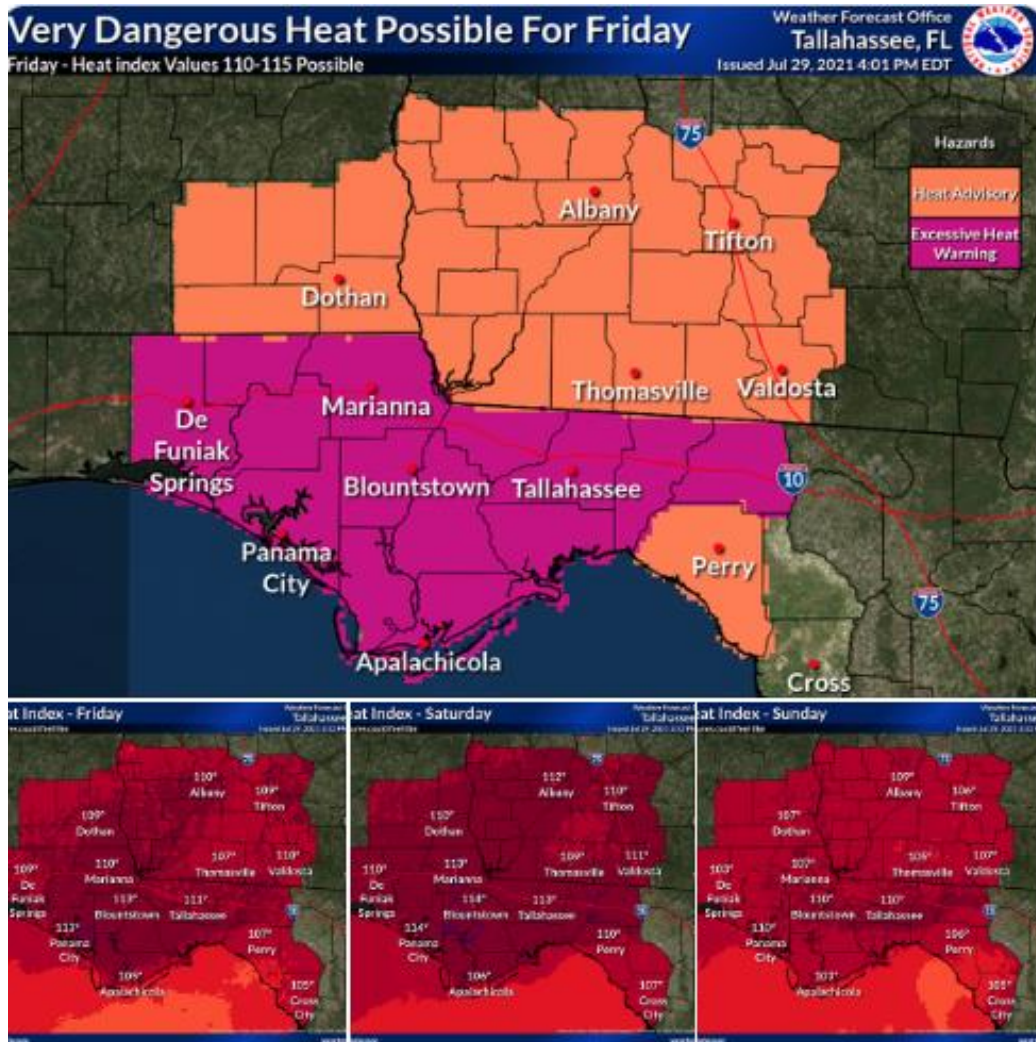 Very Dangerous Heat Possible For Friday
Friday - Heat index Values 110-115 Possible
Weather Forecast Office
Tallahassee, FL
Issued Jul 29, 2021 4:01 PM EDT
75
Hazards
Heat Advisory
Excessive Heat
Warning
Albany
Tifton
Dothan
Thomasville
Valdosta
De
Funiak
Springs
Marianna
Blountstown
Tallahassee
10
Panama
City
Perry
75
Apalachicola
Cross
at Index - Friday
Tallahasse
110°
Albany
109°
Tifton
109°
Dothan
109°
De
Funiak
Springs
110°
Marianna
107°
Thomasville
110°
Valdosta
113°
Blountstown
111°
Tallahassee
Panama
City
107°
Perry
Apalachicola
105°
Cross
City
at Index - Saturday
Tallahasse
112°
Albany
110°
Tifton
110°
Dothan
110°
De
Funiak
Springs
113°
Marianna
109°
Thomasville
111°
Valdosta
114°
Blountstown
113°
Tallahassee
114°
Panama
City
110°
Perry
106°
Apalachicola
107°
Cross
City
at Index - Sunday
Tallahasse
109°
Albany
106°
Tifton
107°
Dothan
103°
De
Funiak
Springs
107°
Marianna
Thomasville
107°
Valdosta
110°
Blountstown
110°
Tallahassee
110°
Panama
City
Perry
Apalachicola
Cross
City